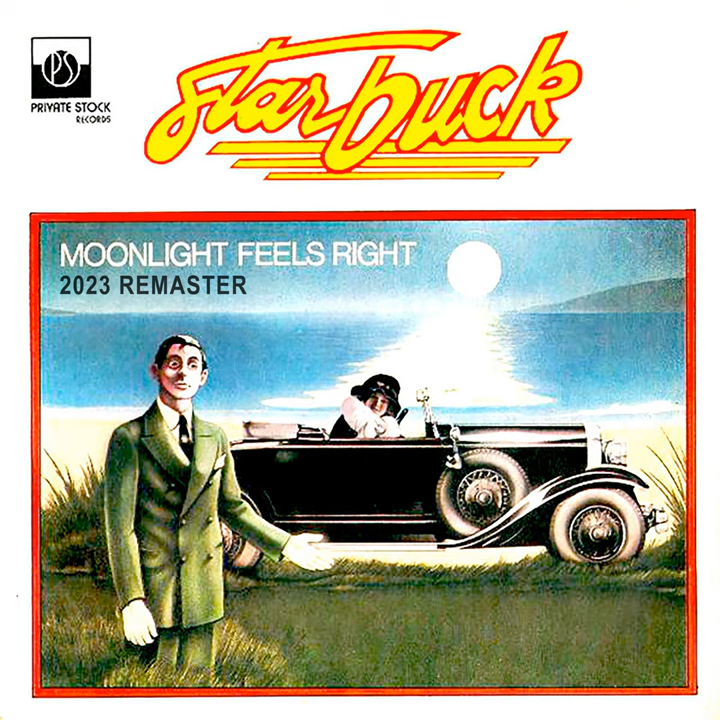 PS
PRIVATE STOCK
RECORDS
Starbuck
MOONLIGHT FEELS RIGHT
2023 REMASTER